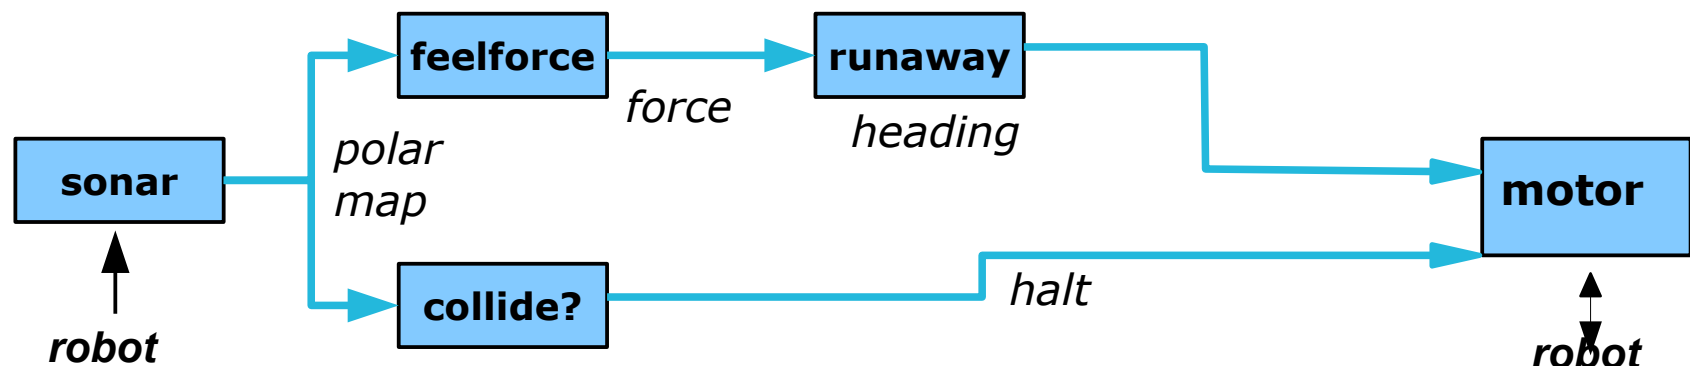 feelforce
runaway
force
heading
polar
map
sonar
motor
collide?
halt
robot
robot